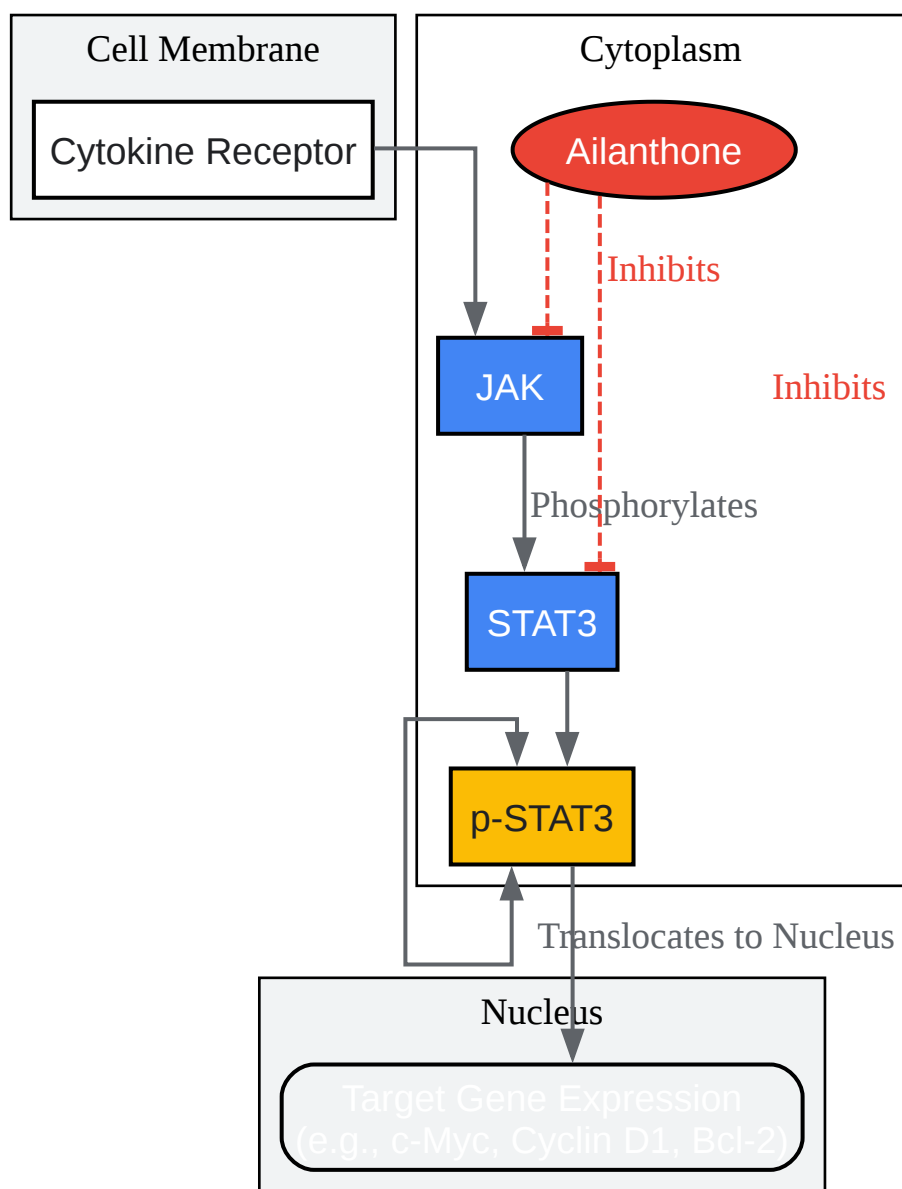 Cell Membrane
Cytoplasm
Cytokine Receptor
Ailanthone
Inhibits
JAK
Inhibits
Phosphorylates
STAT3
p-STAT3
Translocates to Nucleus
Nucleus
Target Gene Expression
(e.g., c-Myc, Cyclin D1, Bcl-2)